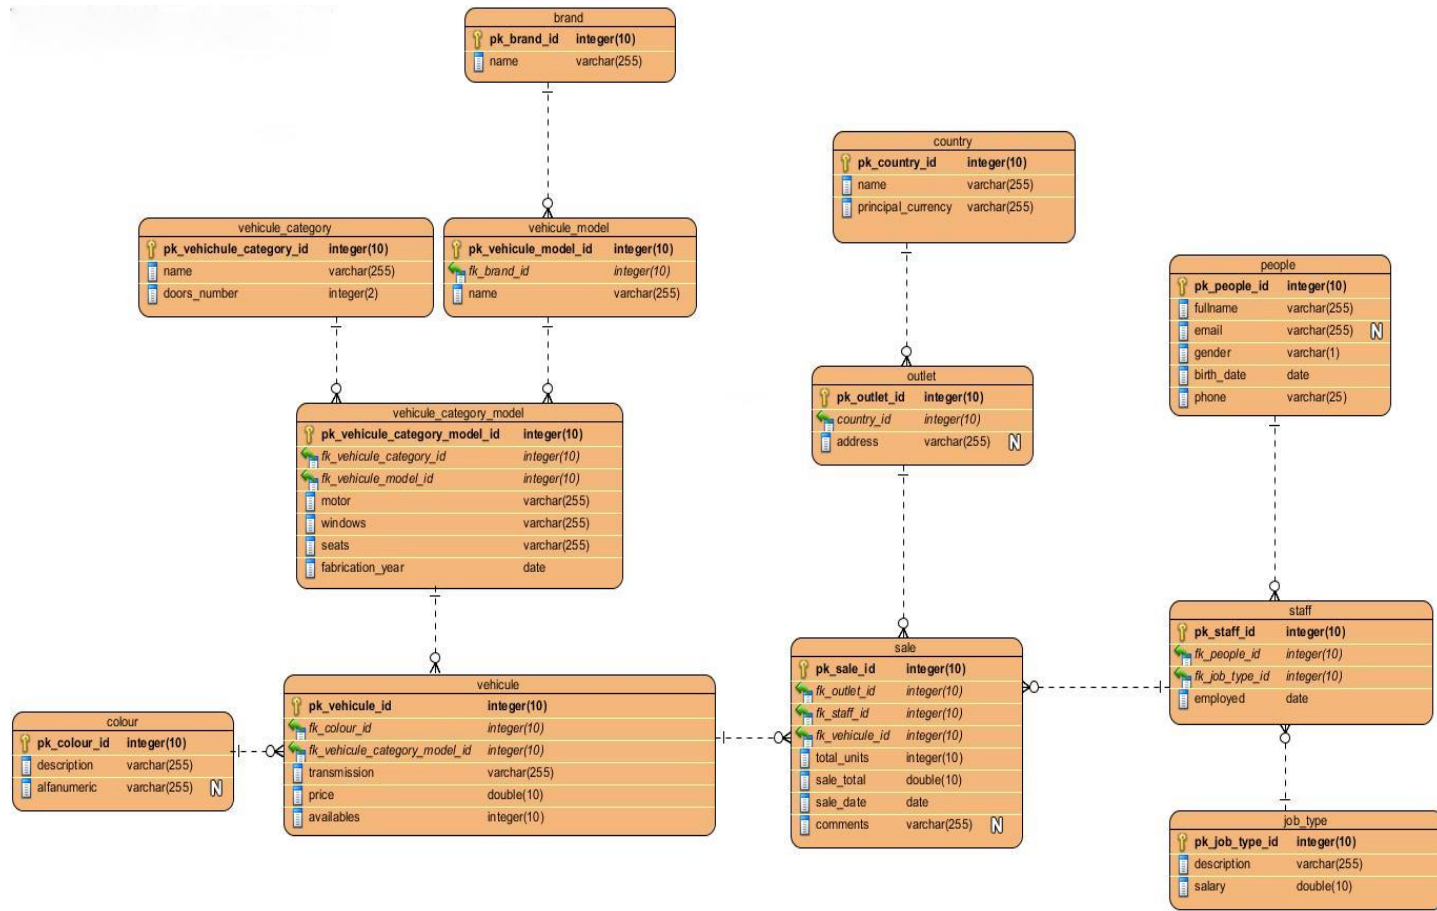 brand
pk_brand_id integer(10)
name varchar(255)
country
pk_country_id integer(10)
name varchar(255)
principal_currency varchar(255)
vehicule_category
pk_vehichule_category_id integer(10)
name varchar(255)
doors_number integer(2)
vehicule_model
pk_vehicule_model_id integer(10)
fk_brand_id integer(10)
name varchar(255)
people
pk_people_id integer(10)
fullname varchar(255)
email varchar(255) N
gender varchar(1)
birth_date date
phone varchar(25)
outlet
pk_outlet_id integer(10)
country_id integer(10)
address varchar(255) N
vehicule_category_model
pk_vehicule_category_model_id integer(10)
fk_vehicule_category_id integer(10)
fk_vehicule_model_id integer(10)
motor varchar(255)
windows varchar(255)
seats varchar(255)
fabrication_year date
staff
pk_staff_id integer(10)
fk_people_id integer(10)
fk_job_type_id integer(10)
employed date
sale
pk_sale_id integer(10)
fk_outlet_id integer(10)
fk_staff_id integer(10)
fk_vehicule_id integer(10)
total_units integer(10)
sale_total double(10)
sale_date date
comments varchar(255) N
vehicule
pk_vehicule_id integer(10)
fk_colour_id integer(10)
fk_vehicule_category_model_id integer(10)
transmission varchar(255)
price double(10)
availables integer(10)
colour
pk_colour_id integer(10)
description varchar(255)
alfanumeric varchar(255) N
job_type
pk_job_type_id integer(10)
description varchar(255)
salary double(10)